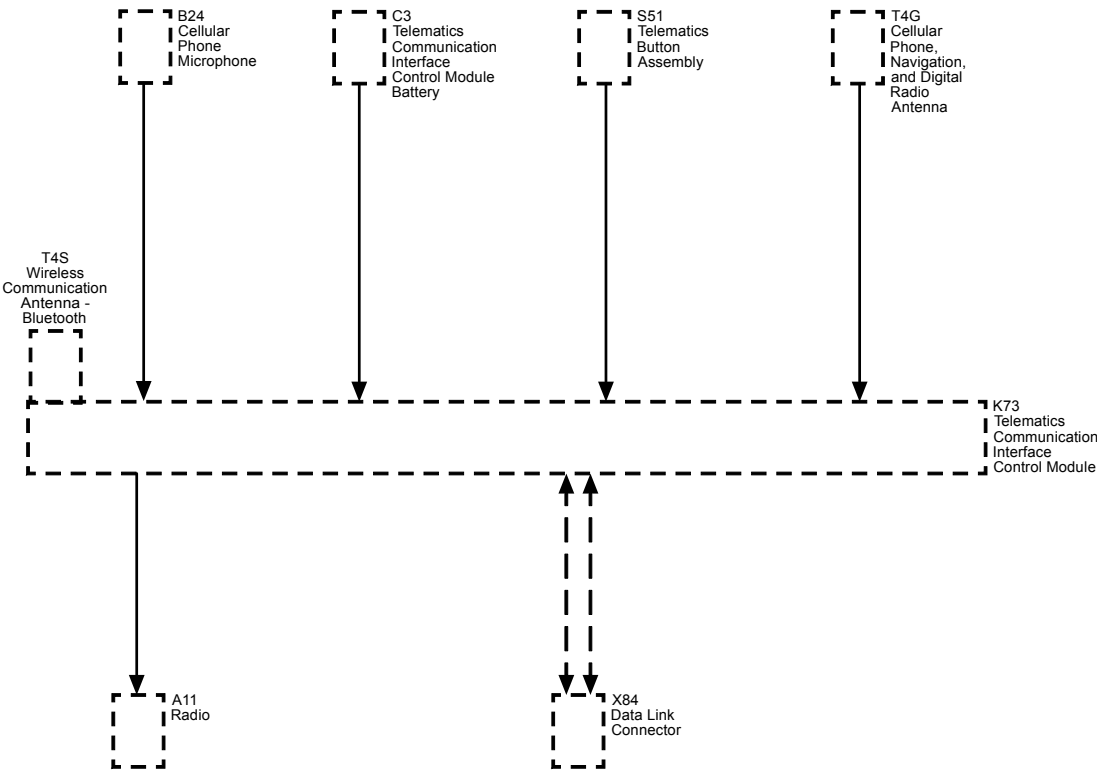 B24
Cellular
Phone
Microphone
C3
Telematics
Communication
Interface
Control Module
Battery
S51
Telematics
Button
Assembly
T4G
Cellular
Phone,
Navigation,
and Digital
Radio
Antenna
T4S
Wireless
Communication
Antenna -
Bluetooth
K73
Telematics
Communication
Interface
Control Module
A11
Radio
X84
Data Link
Connector